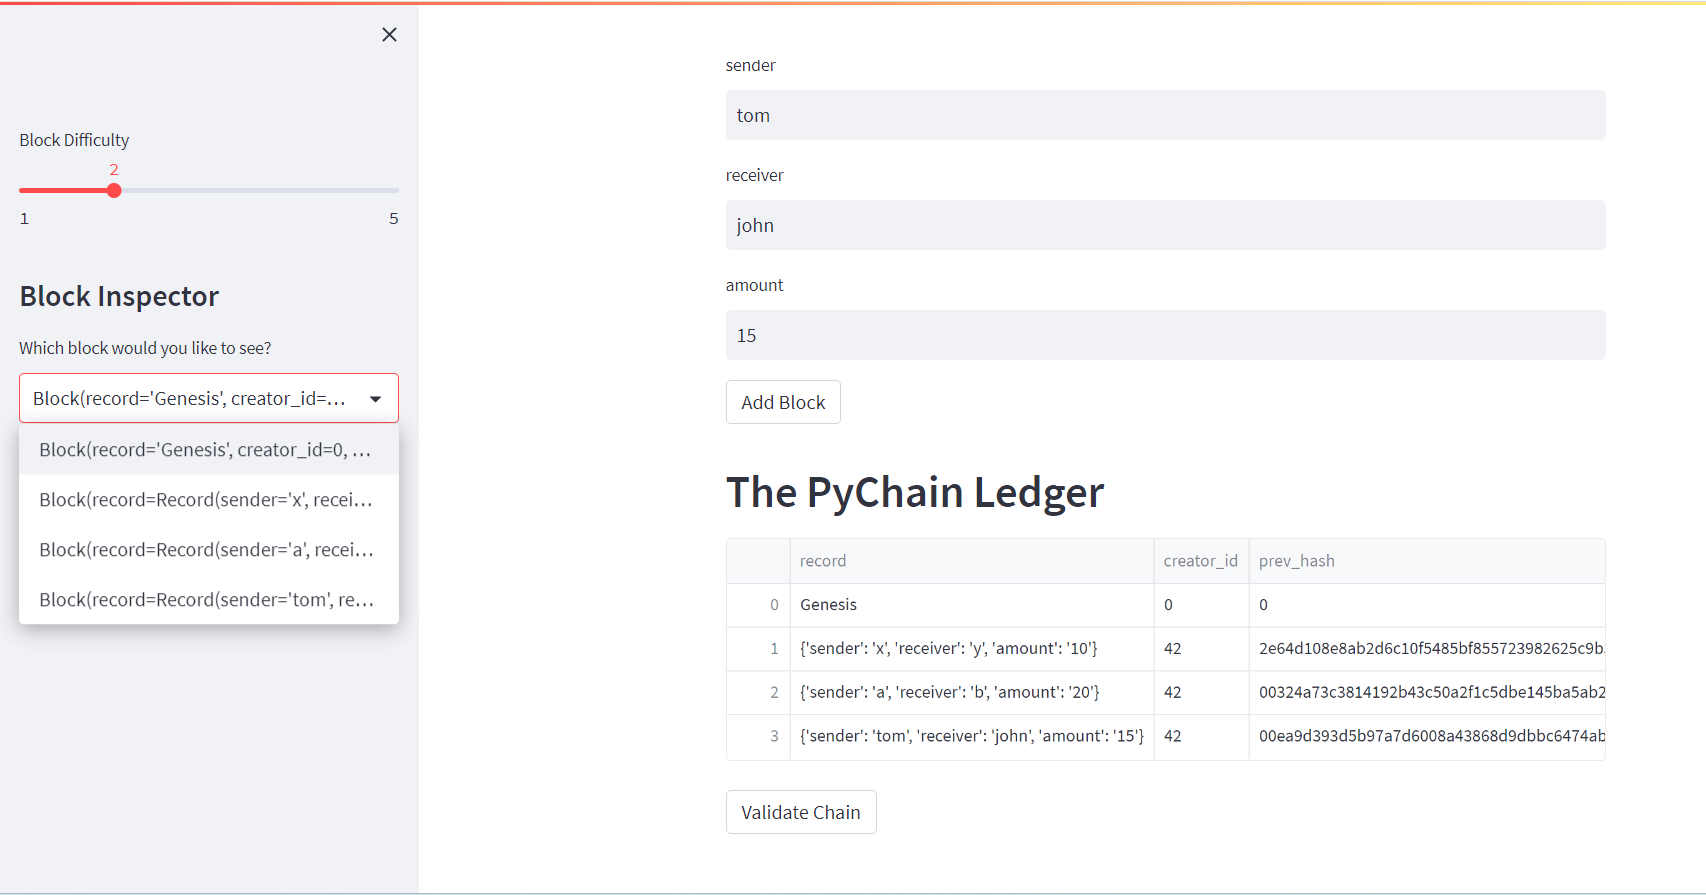 Block Difficulty
2
1 5
Block Inspector
Which block would you like to see?
Block(record='Genesis', creator_id=...
Block(record='Genesis', creator_id=0, ...
Block(record=Record(sender='x', recei...
Block(record=Record(sender='a', recei...
Block(record=Record(sender='tom', re...
sender
tom
receiver
john
amount
15
Add Block
The PyChain Ledger
record creator_id prev_hash
0 Genesis 0 0
1 {'sender': 'x', 'receiver': 'y', 'amount': '10'} 42 2e64d108e8ab2d6c10f5485bf855723982625c9b
2 {'sender': 'a', 'receiver': 'b', 'amount': '20'} 42 00324a73c3814192b43c50a2f1c5dbe145ba5ab2
3 {'sender': 'tom', 'receiver': 'john', 'amount': '15'} 42 00ea9d393d5b97a7d6008a43868d9dbbc6474ab
Validate Chain